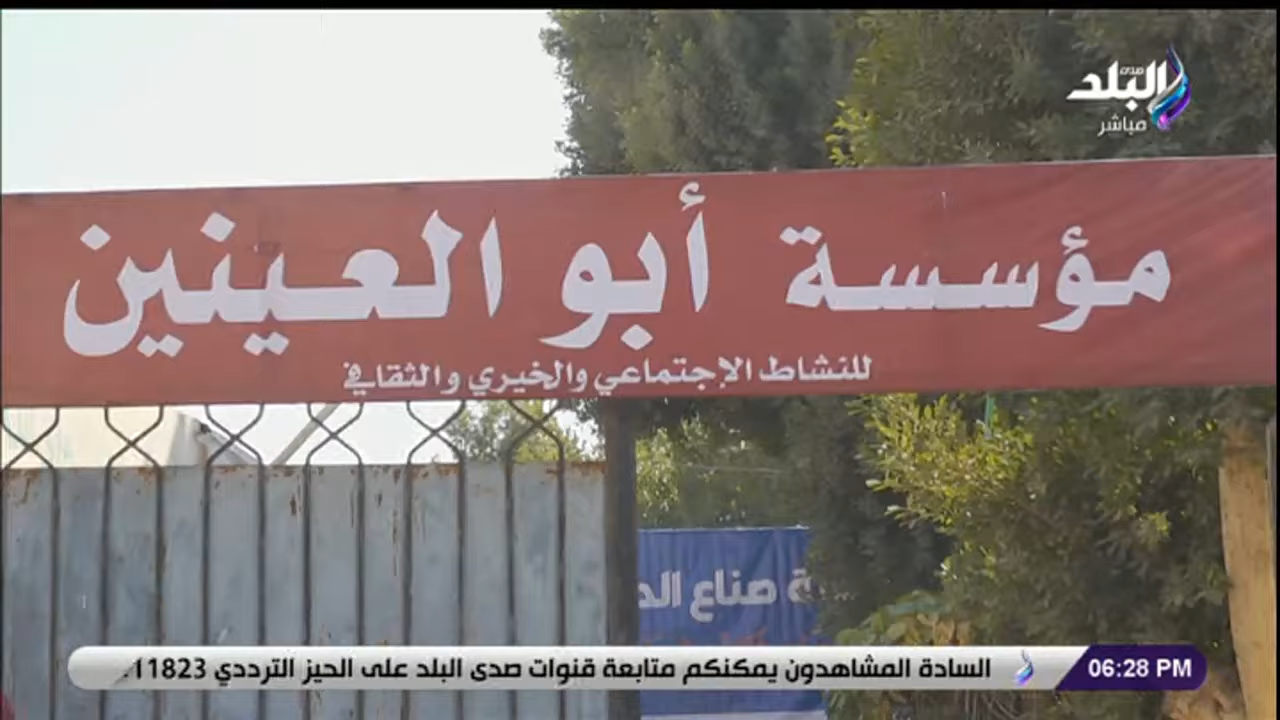 صدى
البلد
مباشر
مؤسسة أبو العينين
للنشاط الإجتماعي والخيري والثقافي
صناع
السادة المشاهدون يمكنكم متابعة قنوات صدى البلد على الحيز الترددي 11823
06:28 PM